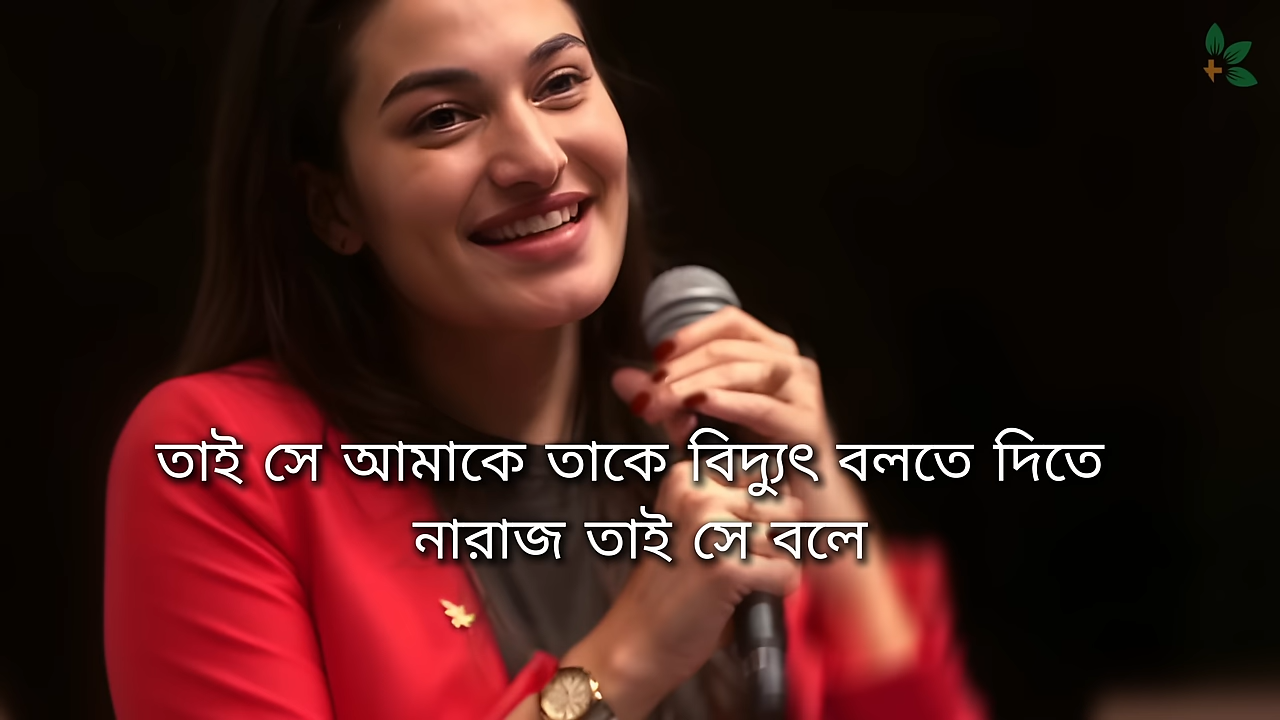 তাই সে আমাকে তাকে বিদ্যুৎ বলতে দিতে
নারাজ তাই সে বলে